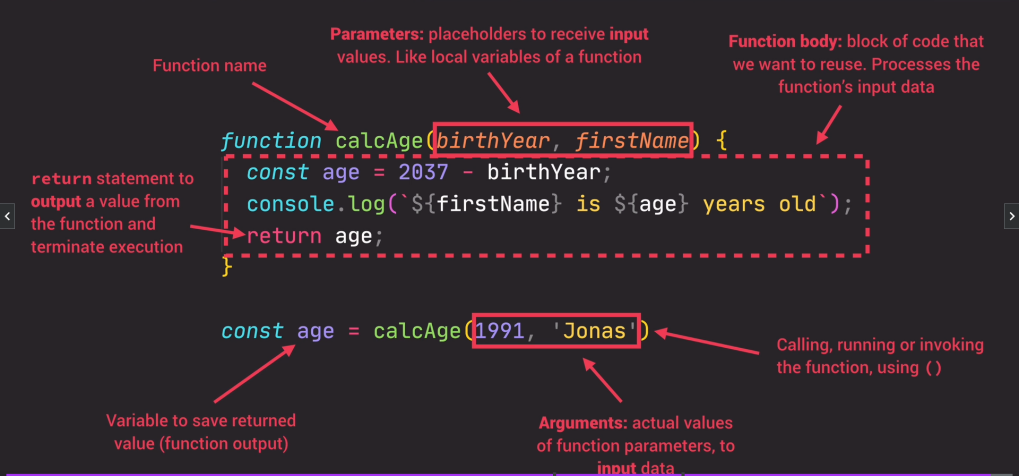 Parameters: placeholders to receive input
values. Like local variables of a function
Function name
Function body: block of code that
we want to reuse. Processes the
function's input data
function calcAge(birthYear, firstName) {
const age = 2037 - birthYear;
console.log(`${firstName} is ${age} years old`);
return age;
}
return statement to
output a value from
the function and
terminate execution
const age = calcAge(1991, 'Jonas')
Calling, running or invoking
the function, using ()
Variable to save returned
value (function output)
Arguments: actual values
of function parameters, to
input data